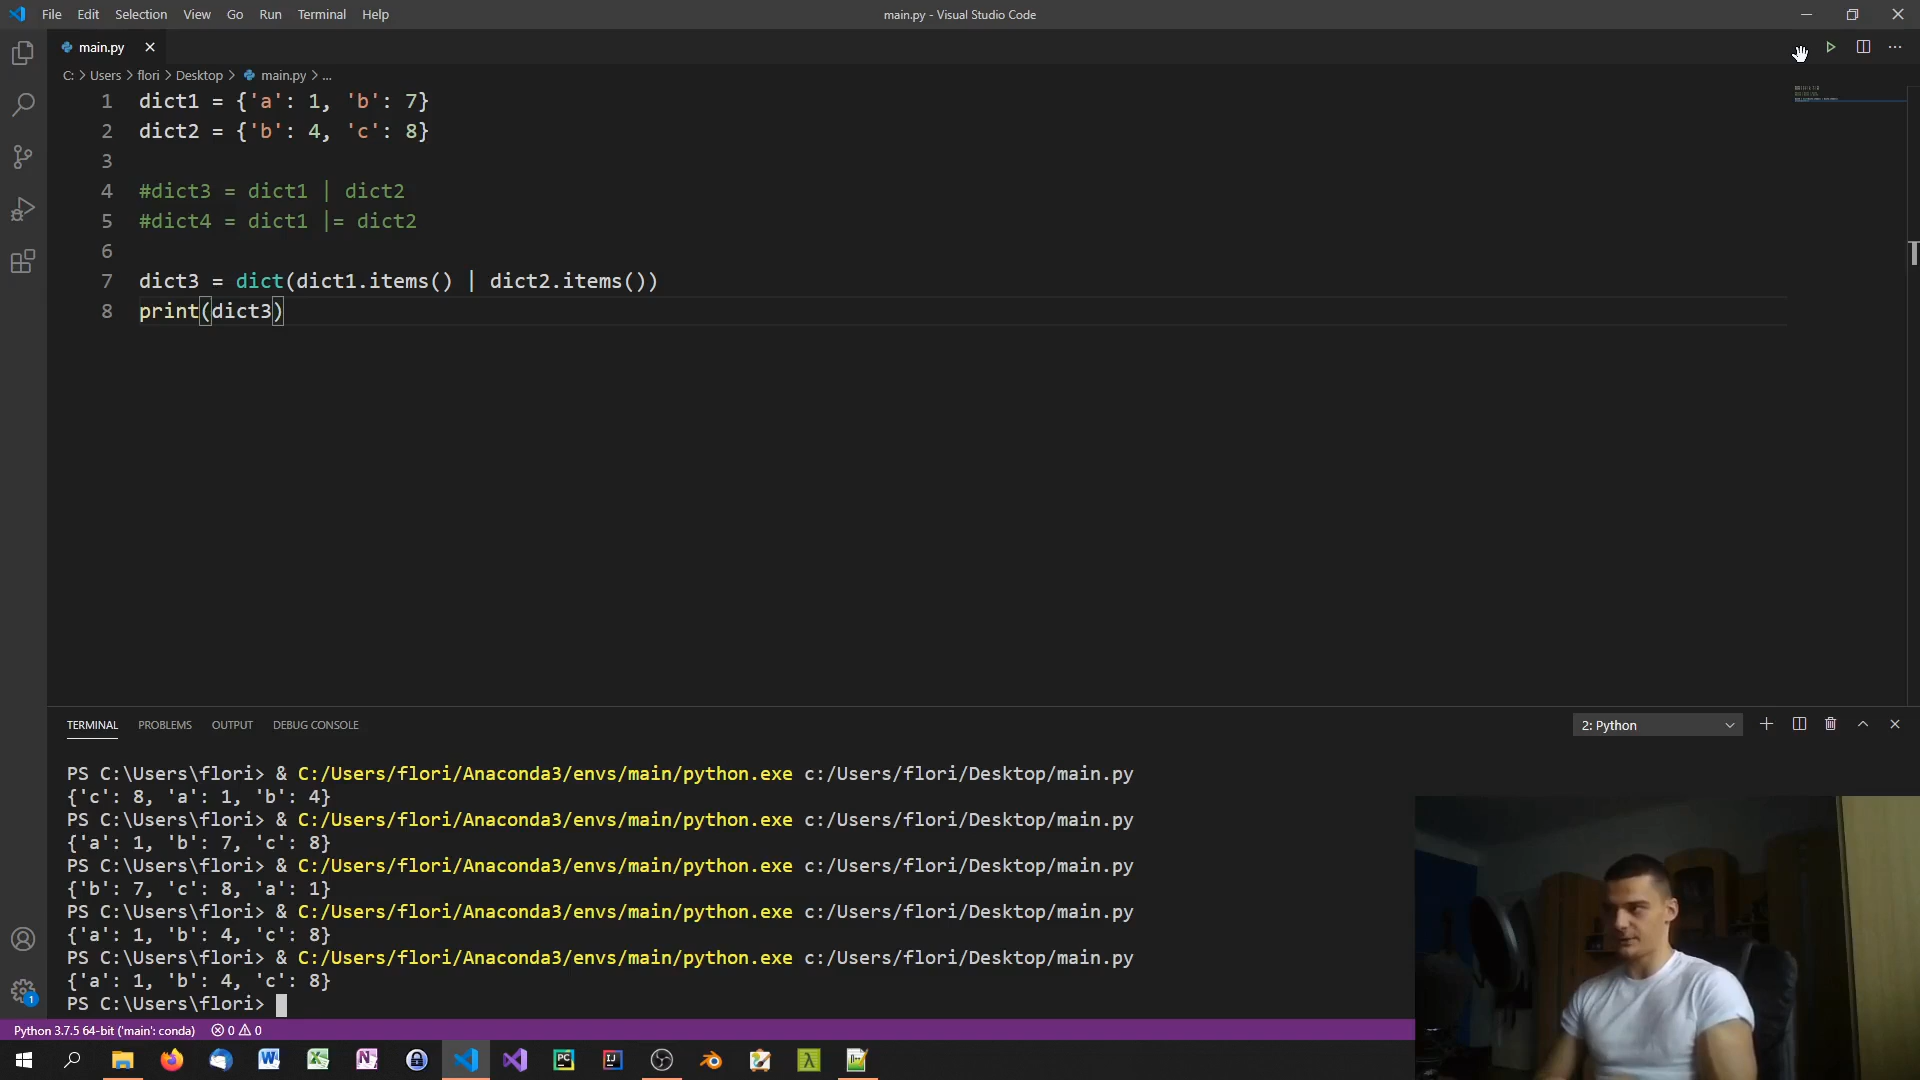 File Edit Selection View Go Run Terminal Help
main.py - Visual Studio Code
main.py
C: > Users > flori > Desktop > main.py > ...
1 dict1 = {'a': 1, 'b': 7}
2 dict2 = {'b': 4, 'c': 8}
3
4 #dict3 = dict1 | dict2
5 #dict4 = dict1 |= dict2
6
7 dict3 = dict(dict1.items() | dict2.items())
8 print(dict3)
TERMINAL PROBLEMS OUTPUT DEBUG CONSOLE
2: Python
PS C:\Users\flori> & C:/Users/flori/Anaconda3/envs/main/python.exe c:/Users/flori/Desktop/main.py
{'c': 8, 'a': 1, 'b': 4}
PS C:\Users\flori> & C:/Users/flori/Anaconda3/envs/main/python.exe c:/Users/flori/Desktop/main.py
{'a': 1, 'b': 7, 'c': 8}
PS C:\Users\flori> & C:/Users/flori/Anaconda3/envs/main/python.exe c:/Users/flori/Desktop/main.py
{'b': 7, 'c': 8, 'a': 1}
PS C:\Users\flori> & C:/Users/flori/Anaconda3/envs/main/python.exe c:/Users/flori/Desktop/main.py
{'a': 1, 'b': 4, 'c': 8}
PS C:\Users\flori> & C:/Users/flori/Anaconda3/envs/main/python.exe c:/Users/flori/Desktop/main.py
{'a': 1, 'b': 4, 'c': 8}
PS C:\Users\flori>
1
Python 3.7.5 64-bit ('main': conda) 0 0